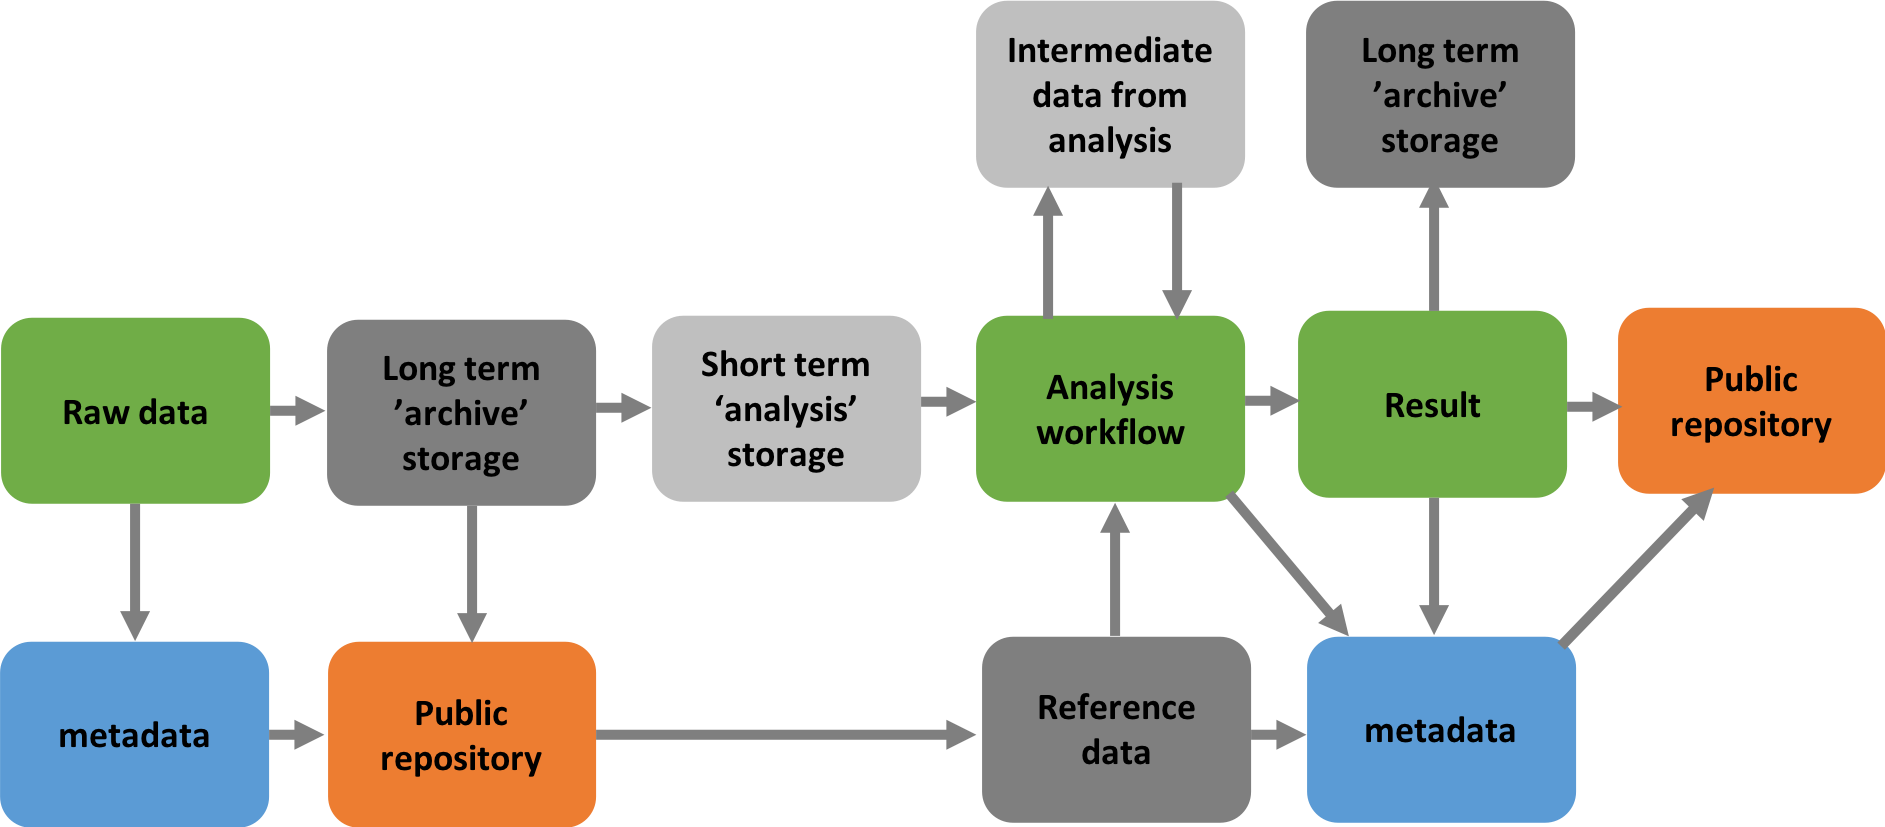 Intermediate
data from
analysis
Long term
’archive’
storage
Raw data
Long term
’archive’
storage
Short term
‘analysis’
storage
Analysis
workflow
Result
Public
repository
metadata
Public
repository
Reference
data
metadata